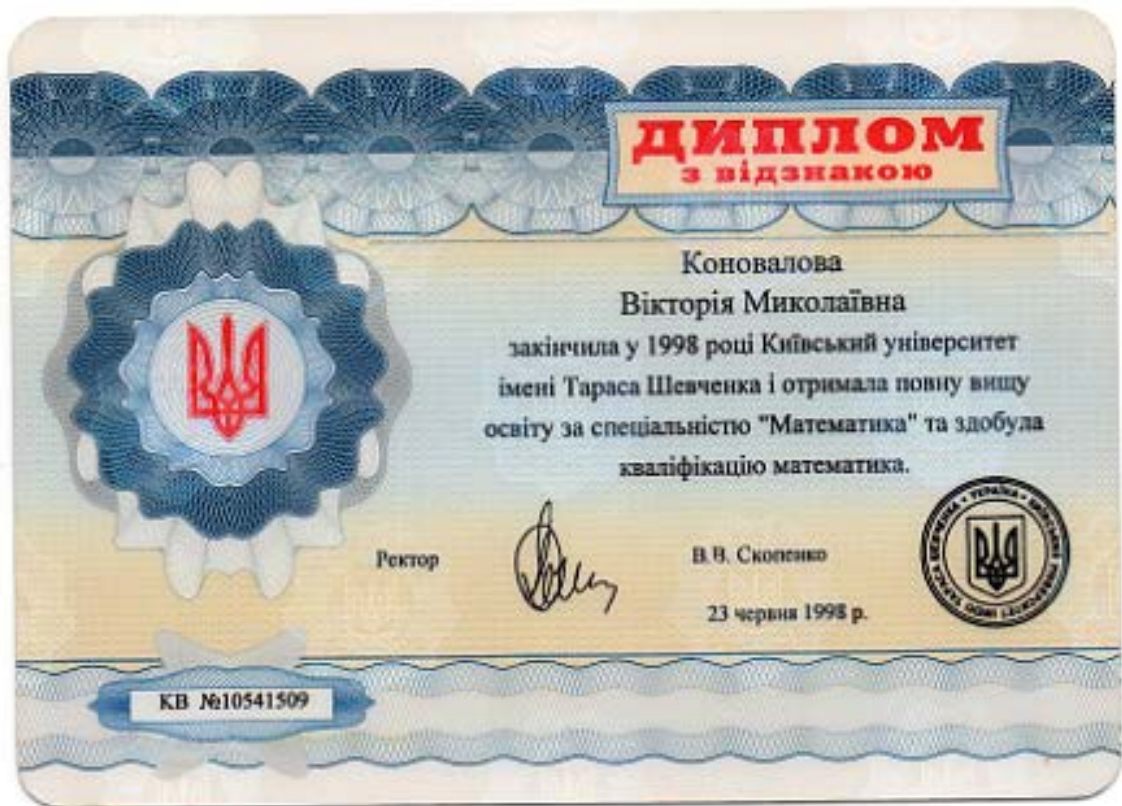 ДИПЛОМ
з відзнакою
Коновалова
Вікторія Миколаївна
закінчила у 1998 році Київський університет
імені Тараса Шевченка і отримала повну вищу
освіту за спеціальністю "Математика" та здобула
кваліфікацію математика.
Ректор
В.В. Скопенко
23 червня 1998 р.
УКРАЇНА
КВ №10541509